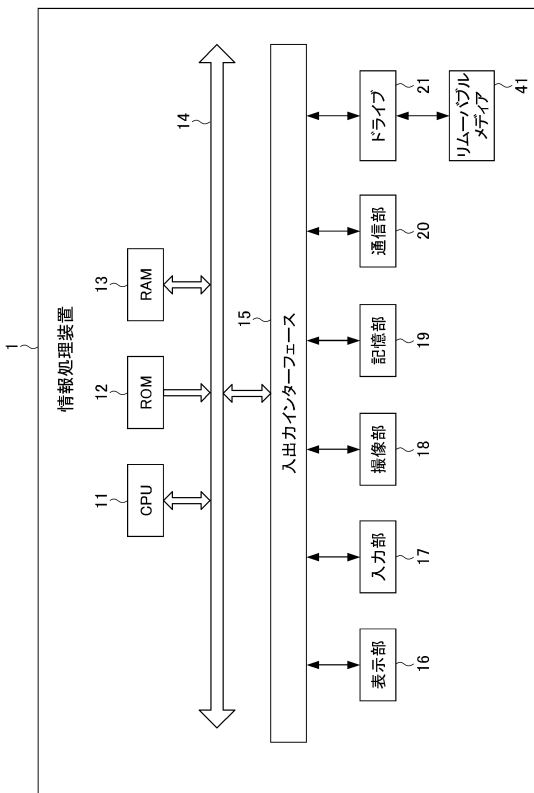 1
情報処理装置
11
CPU
12
ROM
13
RAM
14
15
入出力インターフェース
表示部
16
入力部
17
撮像部
18
記憶部
19
通信部
20
ドライブ
21
リムーバブル
メディア
41